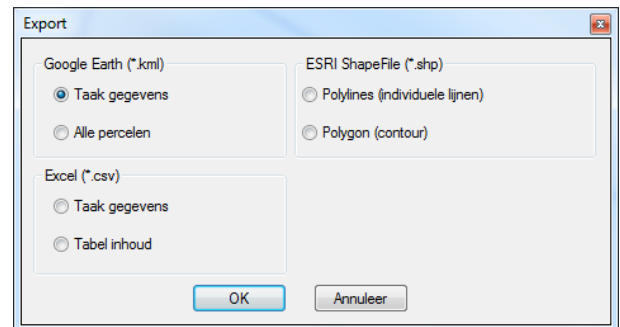 Export
Google Earth (*.kml)
Taak gegevens
Alle percelen
ESRI ShapeFile (*.shp)
Polylines (individuele lijnen)
Polygon (contour)
Excel (*.csv)
Taak gegevens
Tabel inhoud
OK
Annuleer